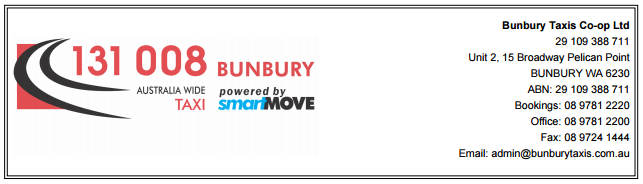 131 008 BUNBURY
AUSTRALIA WIDE
TAXI
powered by
smartMOVE
Bunbury Taxis Co-op Ltd
29 109 388 711
Unit 2, 15 Broadway Pelican Point
BUNBURY WA 6230
ABN: 29 109 388 711
Bookings: 08 9781 2220
Office: 08 9781 2200
Fax: 08 9724 1444
Email: admin@bunburytaxis.com.au